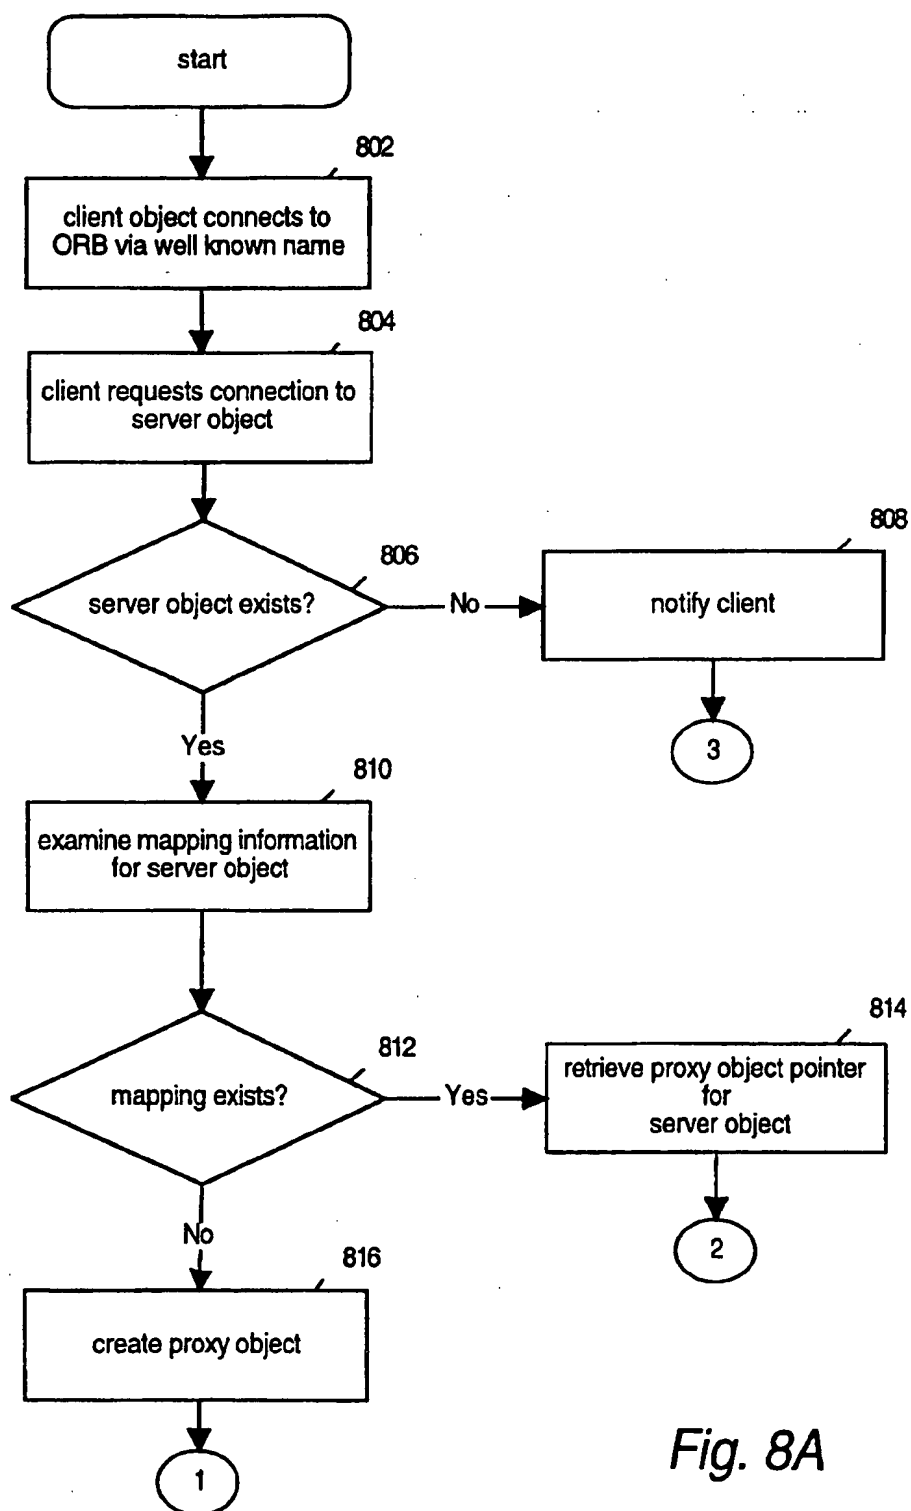 start
802
client object connects to
ORB via well known name
804
client requests connection to
server object
806
server object exists?
No
808
notify client
3
Yes
810
examine mapping information
for server object
812
mapping exists?
Yes
814
retrieve proxy object pointer
for
server object
2
No
816
create proxy object
1
Fig. 8A